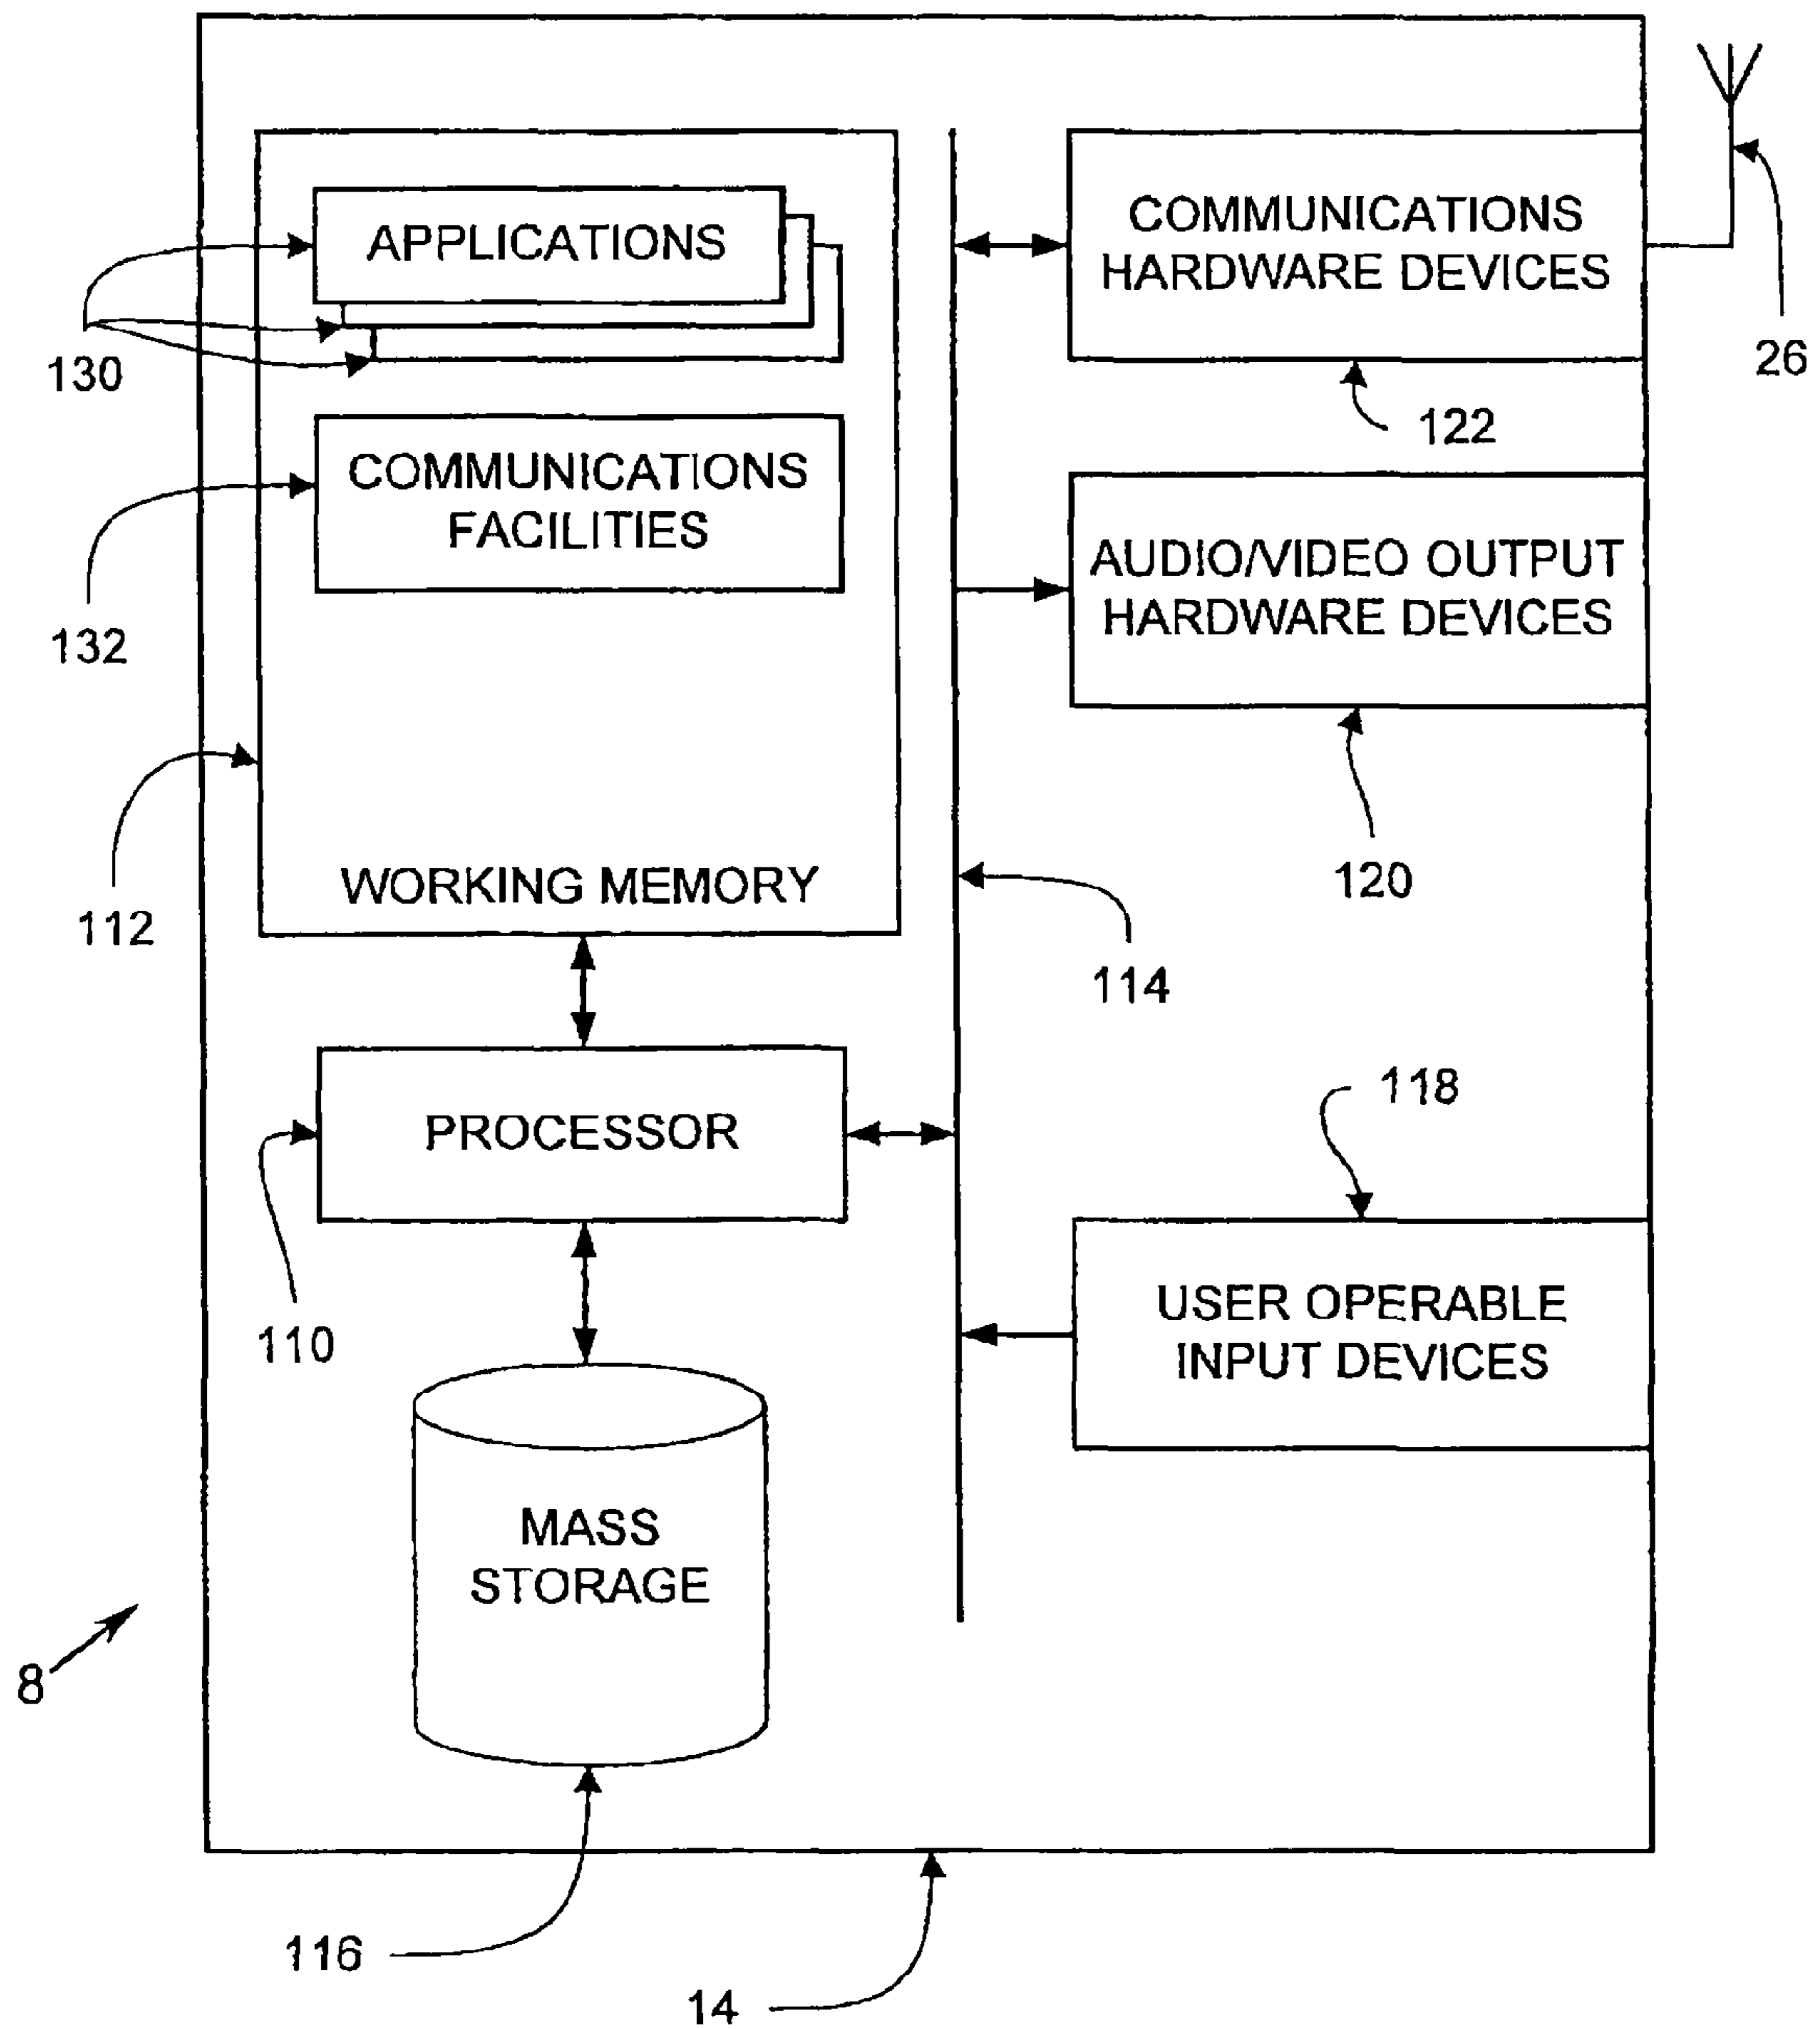 APPLICATIONS
130
COMMUNICATIONS
FACILITIES
132
WORKING MEMORY
112
COMMUNICATIONS
HARDWARE DEVICES
26
122
AUDIO/VIDEO OUTPUT
HARDWARE DEVICES
120
114
PROCESSOR
110
118
USER OPERABLE
INPUT DEVICES
MASS
STORAGE
8
116
14